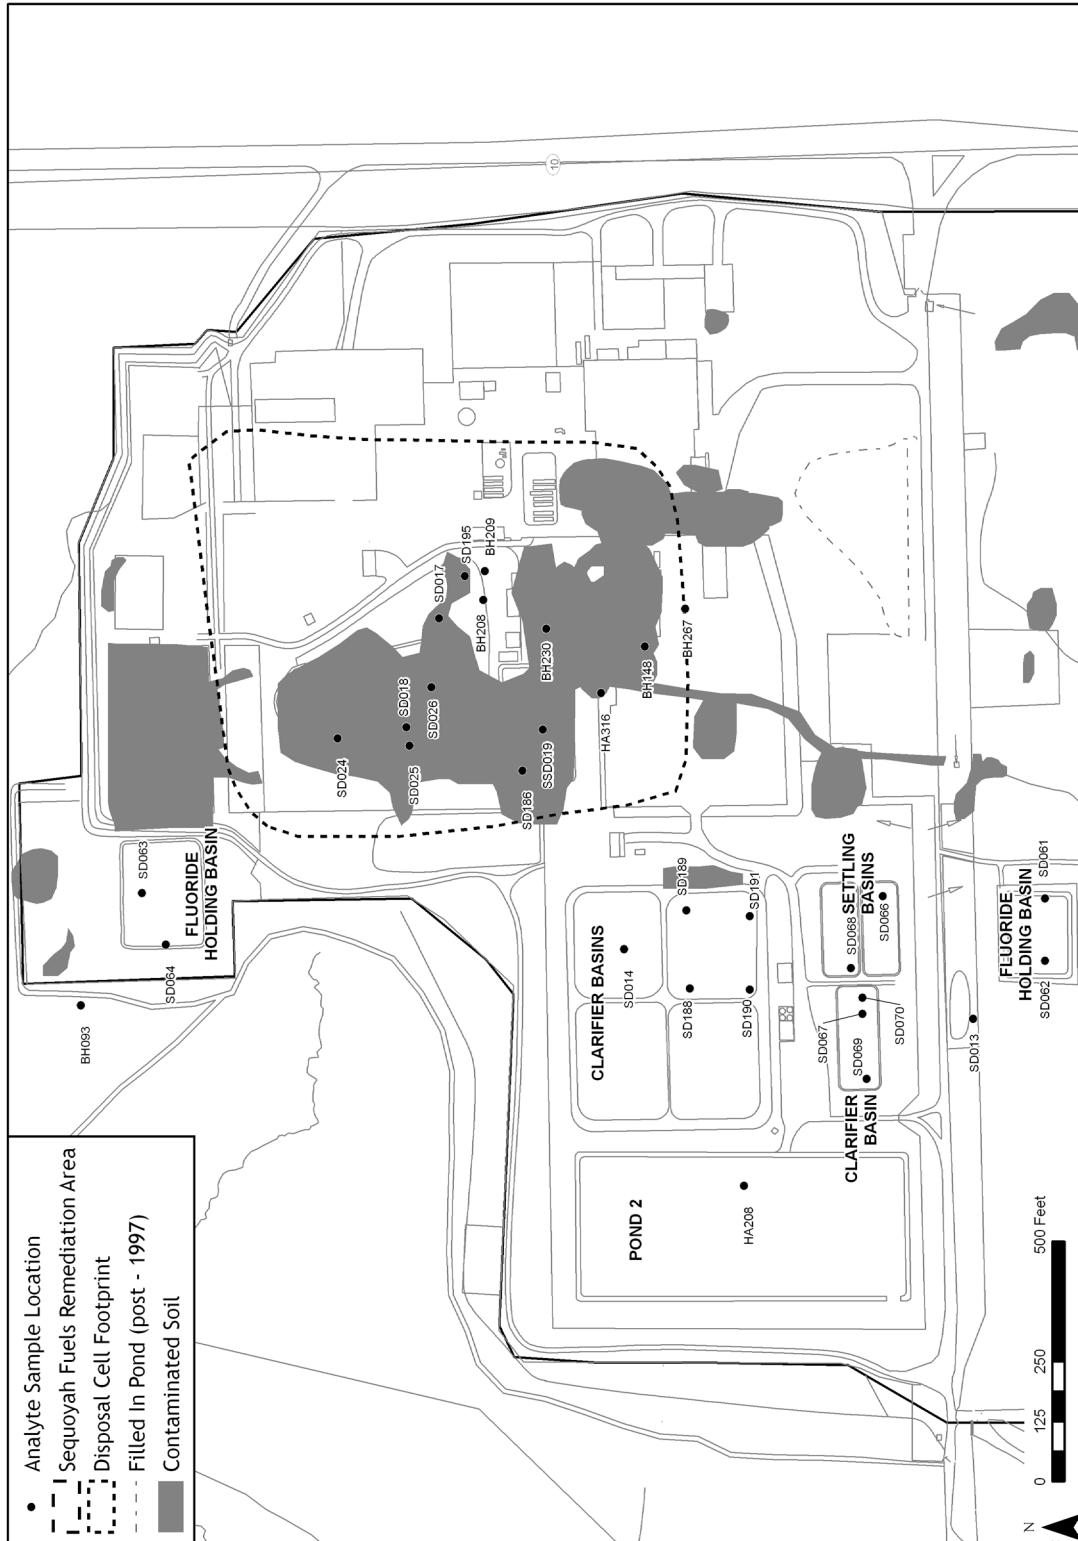 Analyte Sample Location
Sequoyah Fuels Remediation Area
Disposal Cell Footprint
Filled In Pond (post - 1997)
Contaminated Soil
BH093
SD064
SD063
FLUORIDE
HOLDING BASIN
SD024
SD025
SD018
SD026
SD017
SD195
BH209
BH208
SD186
SSD019
BH230
HA316
BH148
BH267
10
CLARIFIER BASINS
SD014
SD189
SD188
SD191
SD190
POND 2
HA208
SETTLING
BASINS
SD068
SD066
SD067
SD069
SD070
CLARIFIER
BASIN
SD013
FLUORIDE
HOLDING BASIN
SD061
SD062
N
0
125
250
500 Feet